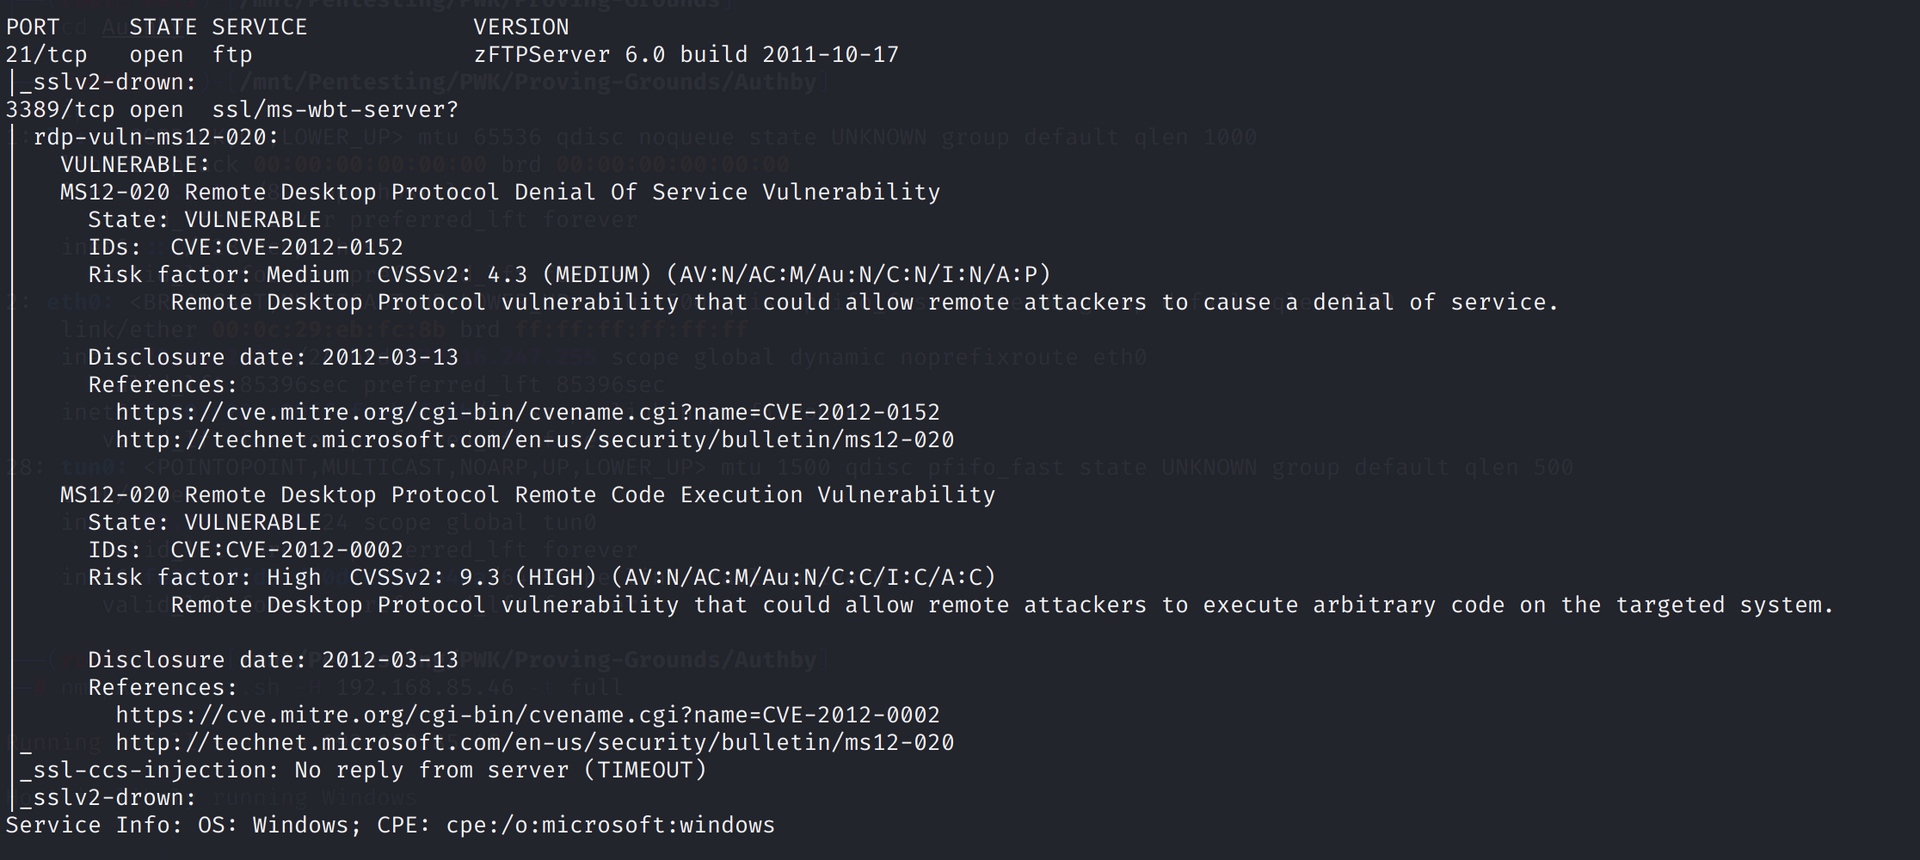 PORT     STATE SERVICE            VERSION
21/tcp   open  ftp                zFTPServer 6.0 build 2011-10-17
|_sslv2-drown:
3389/tcp open  ssl/ms-wbt-server?
| rdp-vuln-ms12-020:
|   VULNERABLE:
|   MS12-020 Remote Desktop Protocol Denial Of Service Vulnerability
|     State: VULNERABLE
|     IDs:  CVE:CVE-2012-0152
|     Risk factor: Medium  CVSSv2: 4.3 (MEDIUM) (AV:N/AC:M/Au:N/C:N/I:N/A:P)
|           Remote Desktop Protocol vulnerability that could allow remote attackers to cause a denial of service.
|
|     Disclosure date: 2012-03-13
|     References:
|       https://cve.mitre.org/cgi-bin/cvename.cgi?name=CVE-2012-0152
|       http://technet.microsoft.com/en-us/security/bulletin/ms12-020
|
|   MS12-020 Remote Desktop Protocol Remote Code Execution Vulnerability
|     State: VULNERABLE
|     IDs:  CVE:CVE-2012-0002
|     Risk factor: High  CVSSv2: 9.3 (HIGH) (AV:N/AC:M/Au:N/C:C/I:C/A:C)
|           Remote Desktop Protocol vulnerability that could allow remote attackers to execute arbitrary code on the targeted system.
|
|     Disclosure date: 2012-03-13
|     References:
|       https://cve.mitre.org/cgi-bin/cvename.cgi?name=CVE-2012-0002
|_      http://technet.microsoft.com/en-us/security/bulletin/ms12-020
|_ssl-ccs-injection: No reply from server (TIMEOUT)
|_sslv2-drown:
Service Info: OS: Windows; CPE: cpe:/o:microsoft:windows